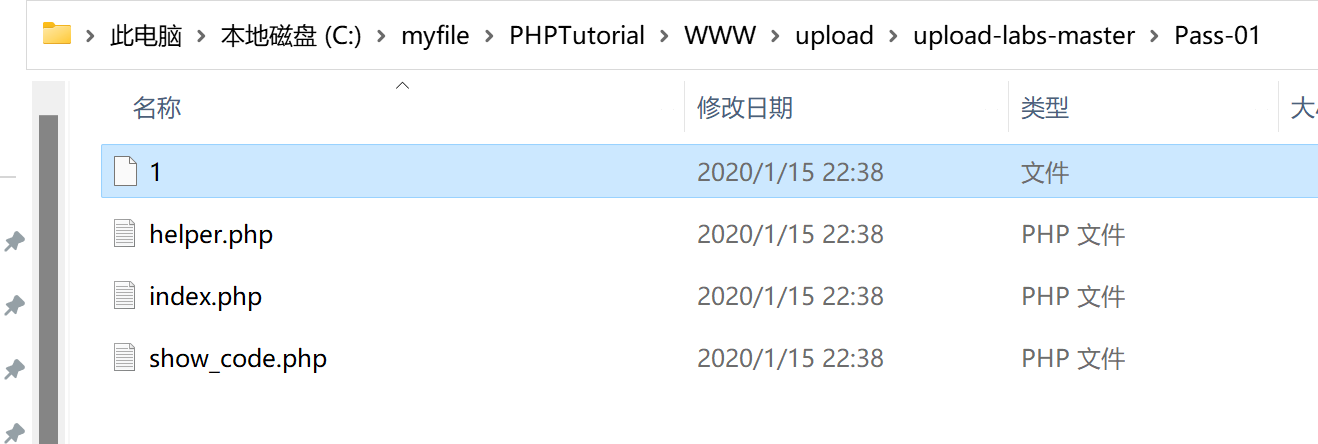 此电脑 › 本地磁盘 (C:) › myfile › PHPTutorial › WWW › upload › upload-labs-master › Pass-01
名称 修改日期 类型
1 2020/1/15 22:38 文件
helper.php 2020/1/15 22:38 PHP 文件
index.php 2020/1/15 22:38 PHP 文件
show_code.php 2020/1/15 22:38 PHP 文件